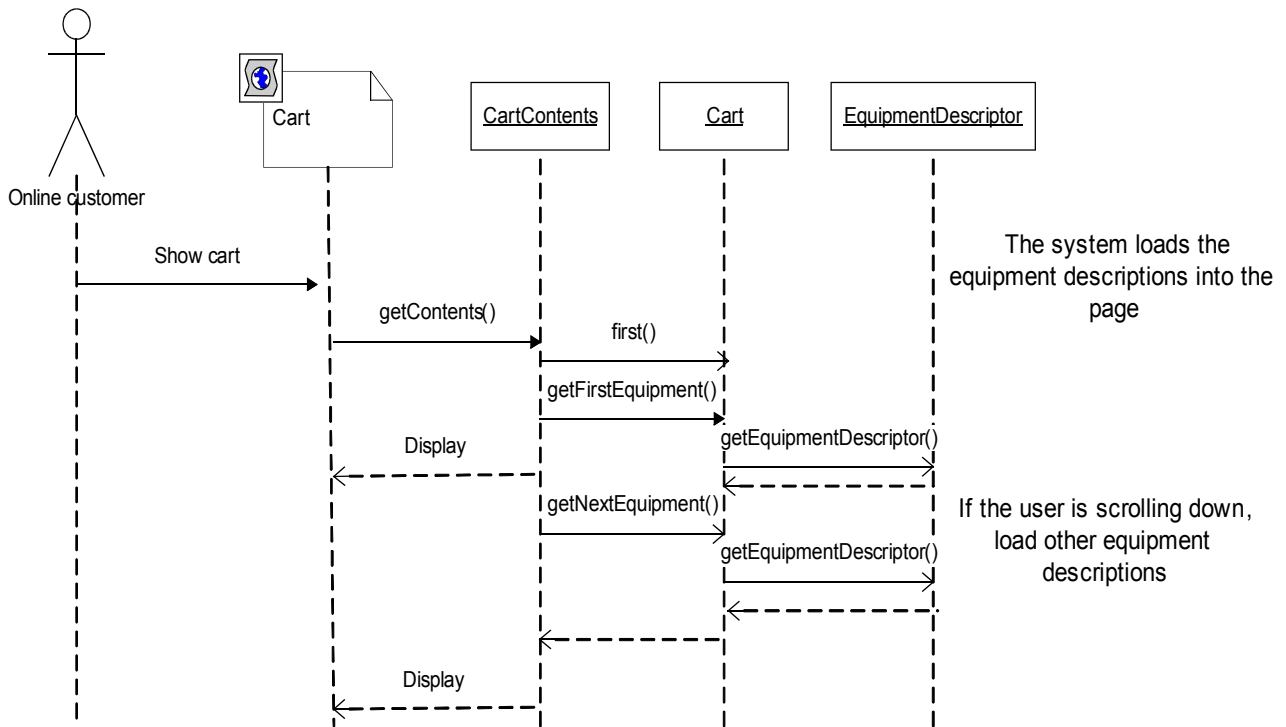 Cart
CartContents
Cart
EquipmentDescriptor
Online customer
Show cart
The system loads the
equipment descriptions into the
page
getContents()
first()
getFirstEquipment()
getEquipmentDescriptor()
Display
getNextEquipment()
If the user is scrolling down,
load other equipment
descriptions
getEquipmentDescriptor()
Display